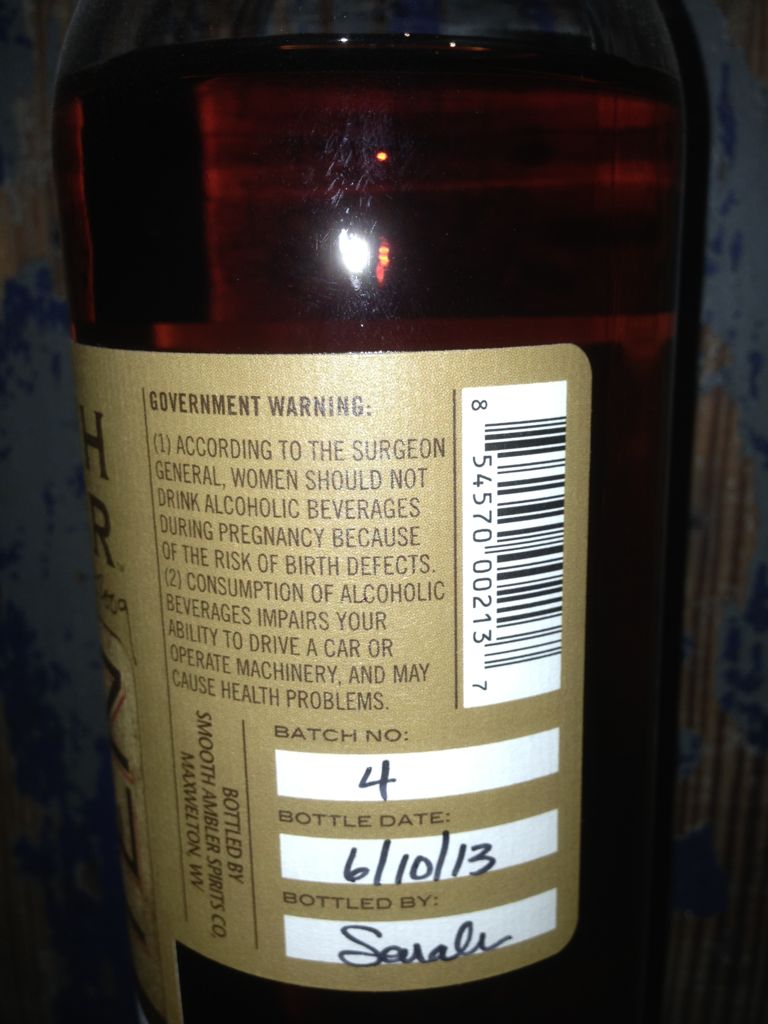 GOVERNMENT WARNING:
(1) ACCORDING TO THE SURGEON
GENERAL, WOMEN SHOULD NOT
DRINK ALCOHOLIC BEVERAGES
DURING PREGNANCY BECAUSE
OF THE RISK OF BIRTH DEFECTS.
(2) CONSUMPTION OF ALCOHOLIC
BEVERAGES IMPAIRS YOUR
ABILITY TO DRIVE A CAR OR
OPERATE MACHINERY, AND MAY
CAUSE HEALTH PROBLEMS.
8 54570 00213 7
BOTTLED BY
SMOOTH AMBLER SPIRITS CO.
MAXWELTON, WV
BATCH NO:
4
BOTTLE DATE:
6/10/13
BOTTLED BY:
Sarah
H
R